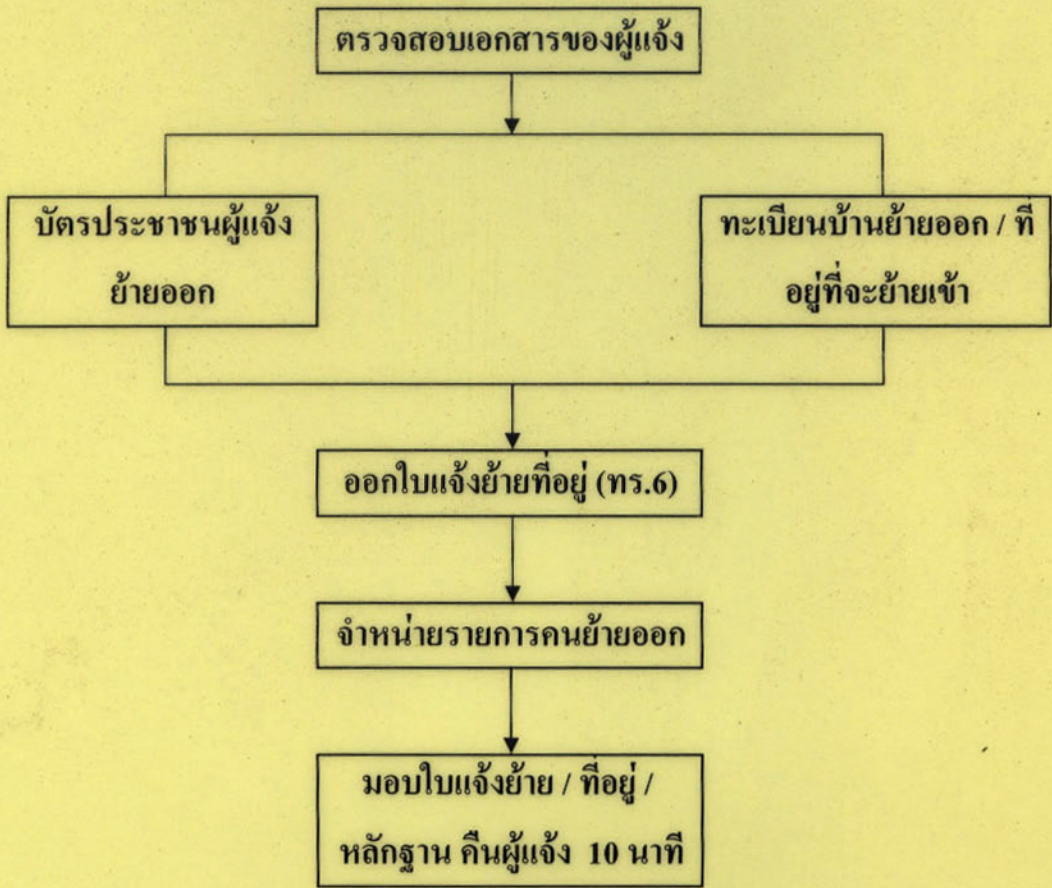 ตรวจสอบเอกสารของผู้แจ้ง
บัตรประชาชนผู้แจ้ง
ย้ายออก
ทะเบียนบ้านย้ายออก / ที่
อยู่ที่จะย้ายเข้า
ออกใบแจ้งย้ายที่อยู่ (ทร.6)
จำหน่ายรายการคนย้ายออก
มอบใบแจ้งย้าย / ที่อยู่ /
หลักฐาน คืนผู้แจ้ง 10 นาที